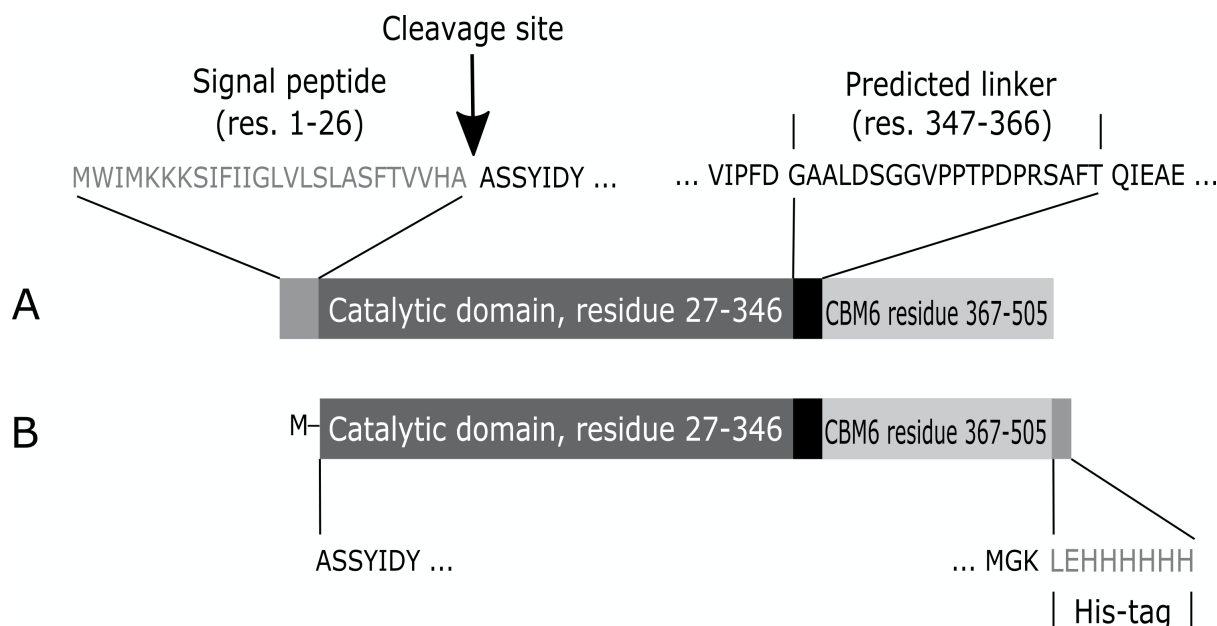 Cleavage site
Signal peptide
(res. 1-26)
Predicted linker
(res. 347-366)
MWIMKKKSIFIIGLVLSLASFTVVHA ASSYIDY ...
... VIPFD GAALDSGGVPPTPDPRSAFT QIEAE ...
A
Catalytic domain, residue 27-346
CBM6 residue 367-505
B
M-
Catalytic domain, residue 27-346
CBM6 residue 367-505
ASSYIDY ...
... MGK LEHHHHHH
His-tag